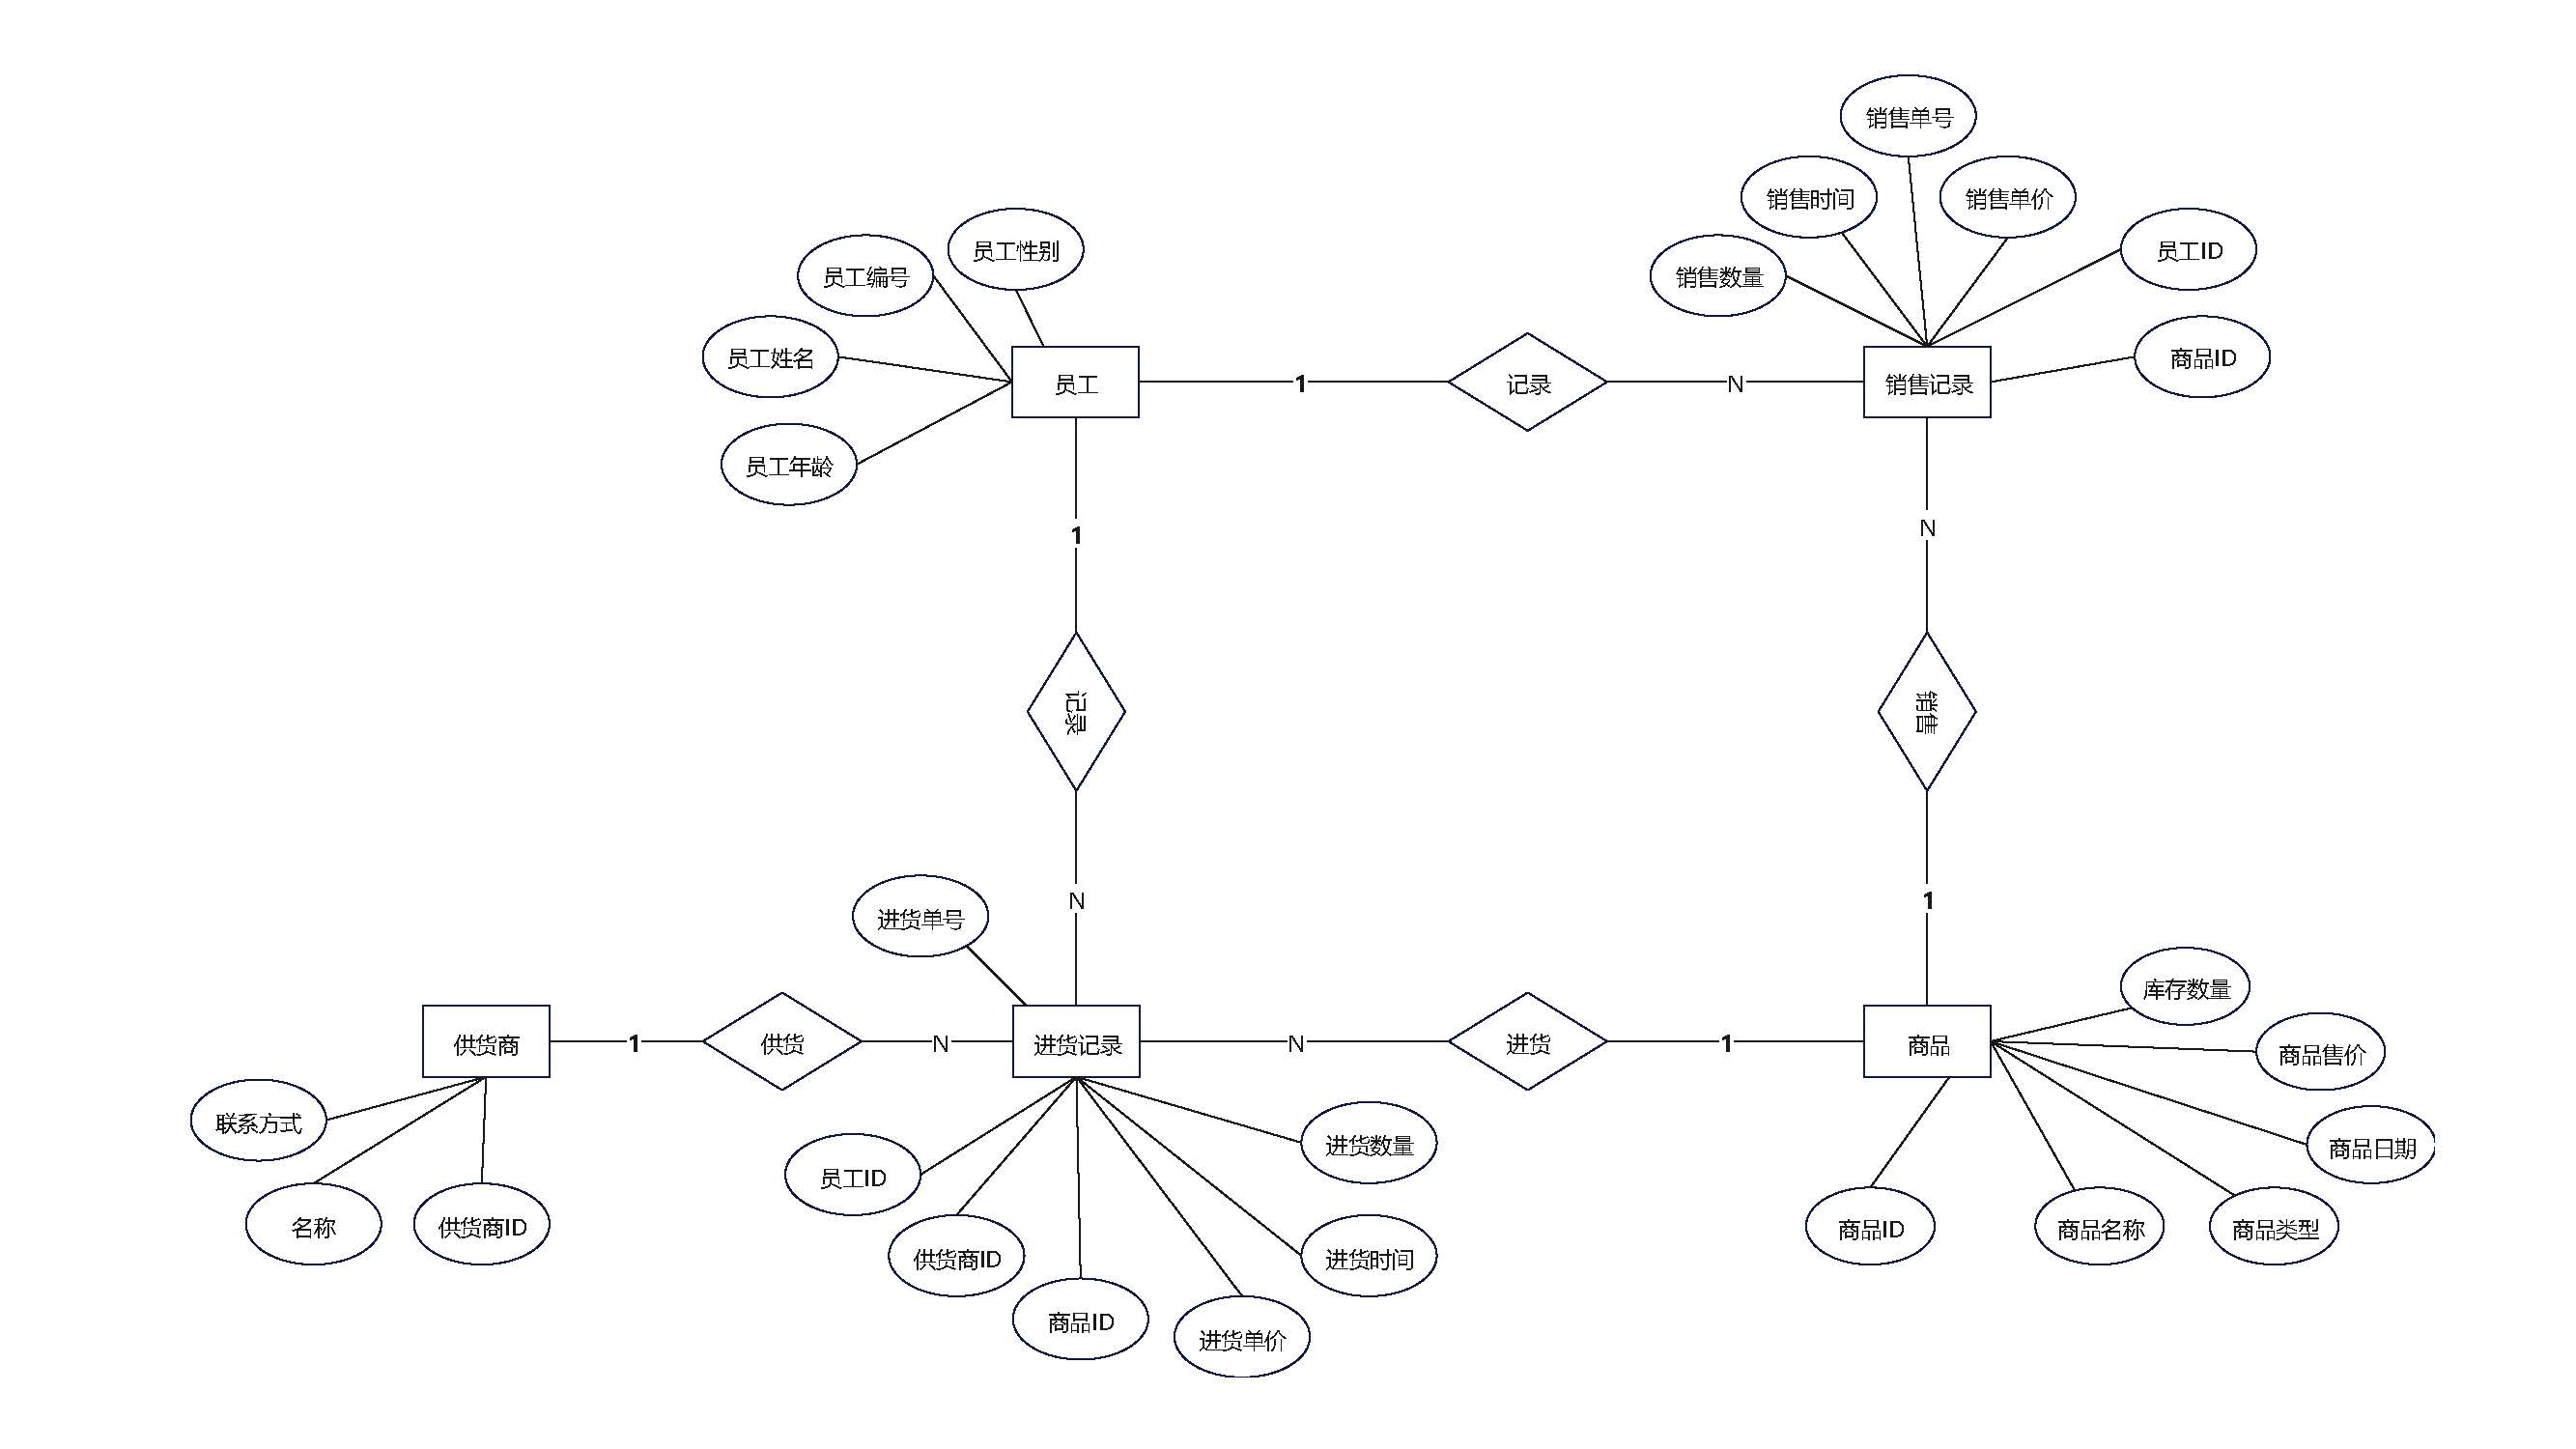 销售单号
销售时间
销售单价
员工性别
员工ID
员工编号
销售数量
员工姓名
商品ID
员工
1
记录
N
销售记录
员工年龄
1
N
记录
销售
N
1
进货单号
库存数量
供货商
1
供货
N
进货记录
N
进货
1
商品
商品售价
联系方式
进货数量
商品日期
员工ID
名称
供货商ID
商品ID
商品名称
商品类型
供货商ID
进货时间
商品ID
进货单价